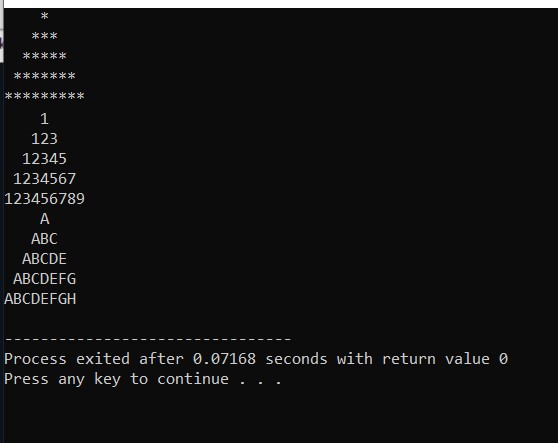 *
***
*****
*******
*********
1
123
12345
1234567
123456789
A
ABC
ABCDE
ABCDEFG
ABCDEFGH
--------------------------------
Process exited after 0.07168 seconds with return value 0
Press any key to continue . . .